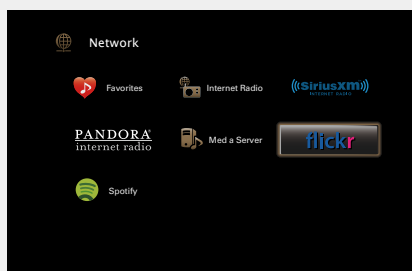 Network
Favorites
Internet Radio
((SiriusXM))
INTERNET RADIO
PANDORA
internet radio
Med a Server
flickr
Spotify